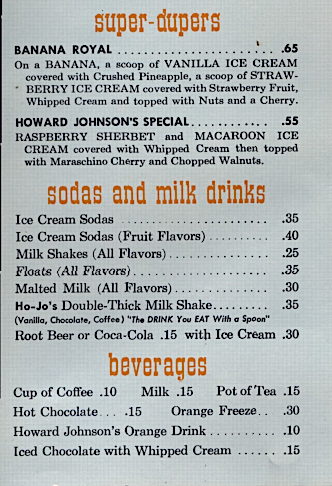 super-dupers
BANANA ROYAL .................... .65
On a BANANA, a scoop of VANILLA ICE CREAM
covered with Crushed Pineapple, a scoop of STRAW-
BERRY ICE CREAM covered with Strawberry Fruit,
Whipped Cream and topped with Nuts and a Cherry.
HOWARD JOHNSON'S SPECIAL ........... .55
RASPBERRY SHERBET and MACAROON ICE
CREAM covered with Whipped Cream then topped
with Maraschino Cherry and Chopped Walnuts.
sodas and milk drinks
Ice Cream Sodas ..................... .35
Ice Cream Sodas (Fruit Flavors) ......... .40
Milk Shakes (All Flavors) .............. .25
Floats (All Flavors) .................... .35
Malted Milk (All Flavors) .............. .30
Ho-Jo's Double-Thick Milk Shake ........ .35
(Vanilla, Chocolate, Coffee) "The DRINK You EAT With a Spoon"
Root Beer or Coca-Cola .15 with Ice Cream .30
beverages
Cup of Coffee .10 Milk .15 Pot of Tea .15
Hot Chocolate ... .15 Orange Freeze .. .30
Howard Johnson's Orange Drink ......... .10
Iced Chocolate with Whipped Cream ...... .15